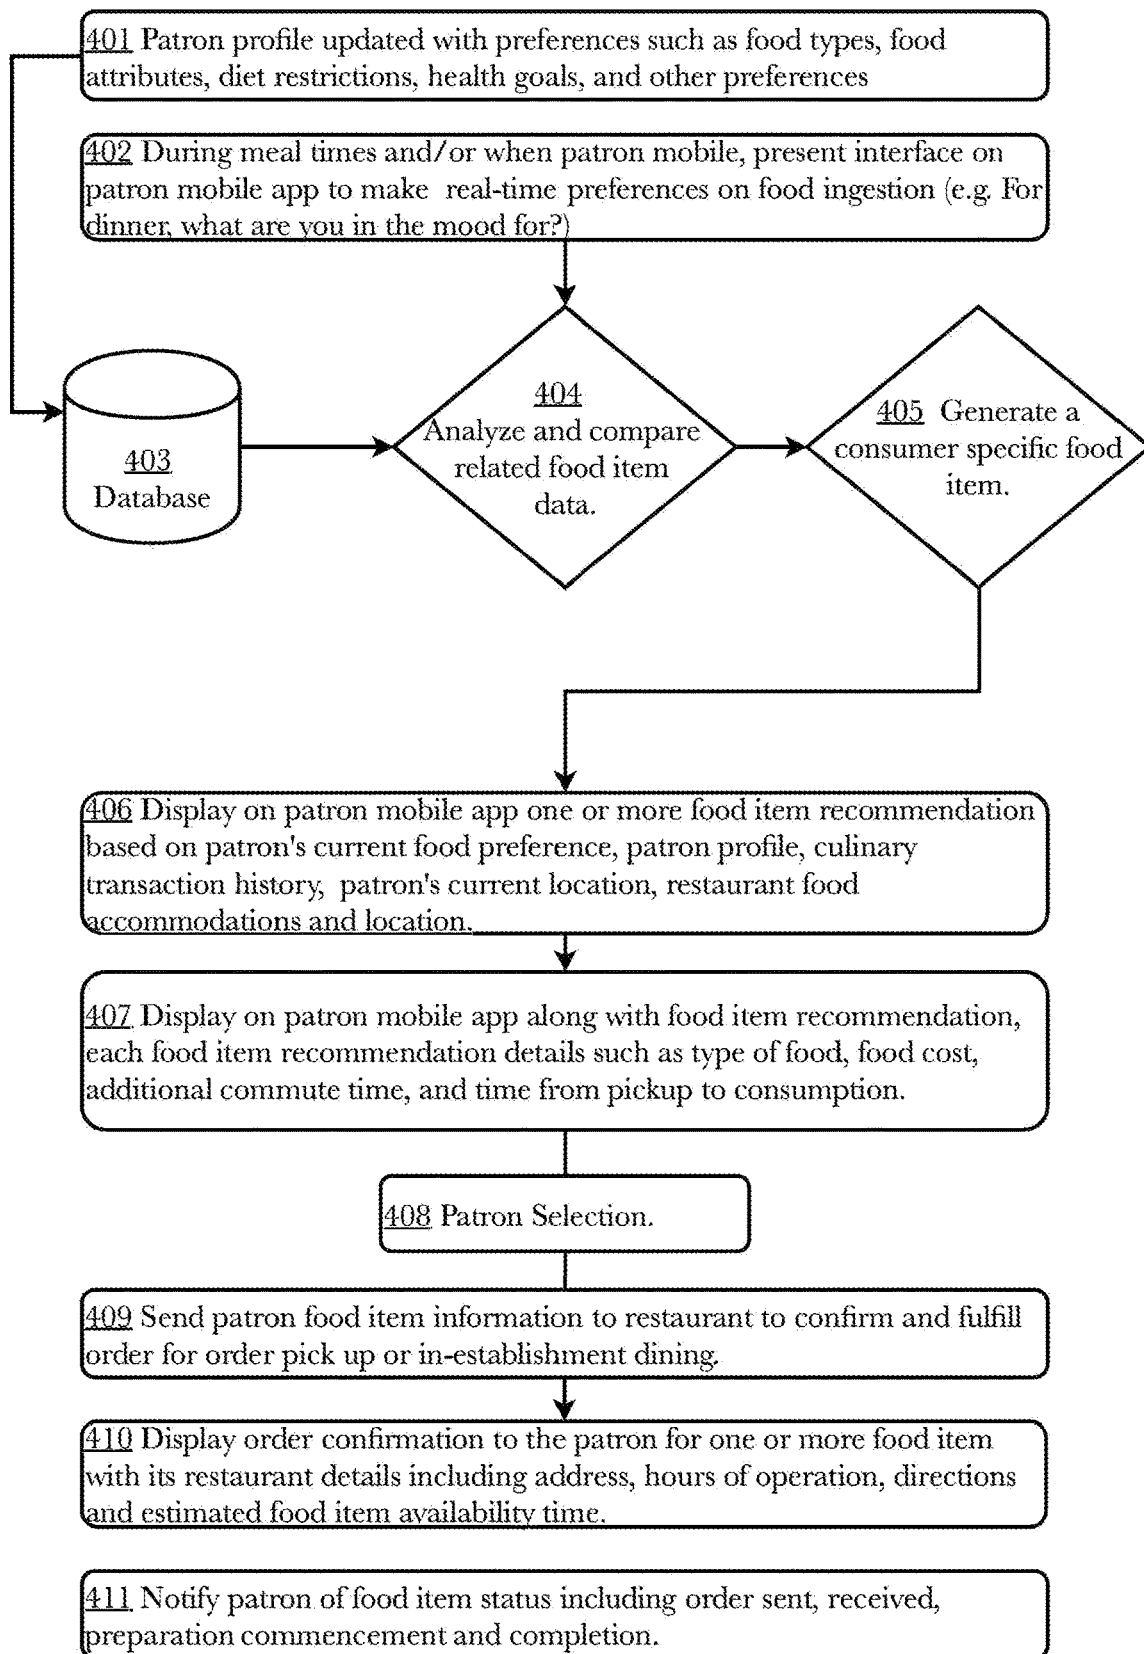 401 Patron profile updated with preferences such as food types, food
attributes, diet restrictions, health goals, and other preferences
402 During meal times and/or when patron mobile, present interface on
patron mobile app to make real-time preferences on food ingestion (e.g. For
dinner, what are you in the mood for?)
403
Database
404
Analyze and compare
related food item
data.
405 Generate a
consumer specific food
item.
406 Display on patron mobile app one or more food item recommendation
based on patron's current food preference, patron profile, culinary
transaction history, patron's current location, restaurant food
accommodations and location.
407 Display on patron mobile app along with food item recommendation,
each food item recommendation details such as type of food, food cost,
additional commute time, and time from pickup to consumption.
408 Patron Selection.
409 Send patron food item information to restaurant to confirm and fulfill
order for order pick up or in-establishment dining.
410 Display order confirmation to the patron for one or more food item
with its restaurant details including address, hours of operation, directions
and estimated food item availability time.
411 Notify patron of food item status including order sent, received,
preparation commencement and completion.